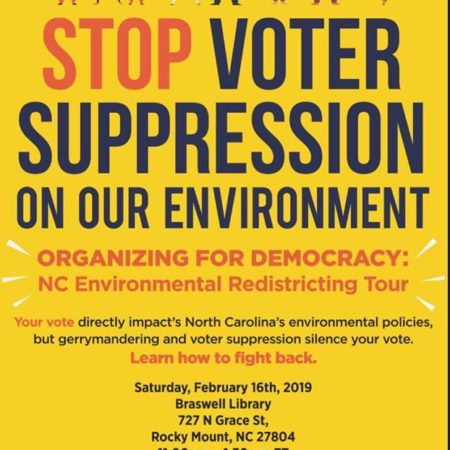 STOP VOTER
SUPPRESSION
ON OUR ENVIRONMENT
ORGANIZING FOR DEMOCRACY:
NC Environmental Redistricting Tour
Your vote directly impact's North Carolina's environmental policies,
but gerrymandering and voter suppression silence your vote.
Learn how to fight back.
Saturday, February 16th, 2019
Braswell Library
727 N Grace St,
Rocky Mount, NC 27804